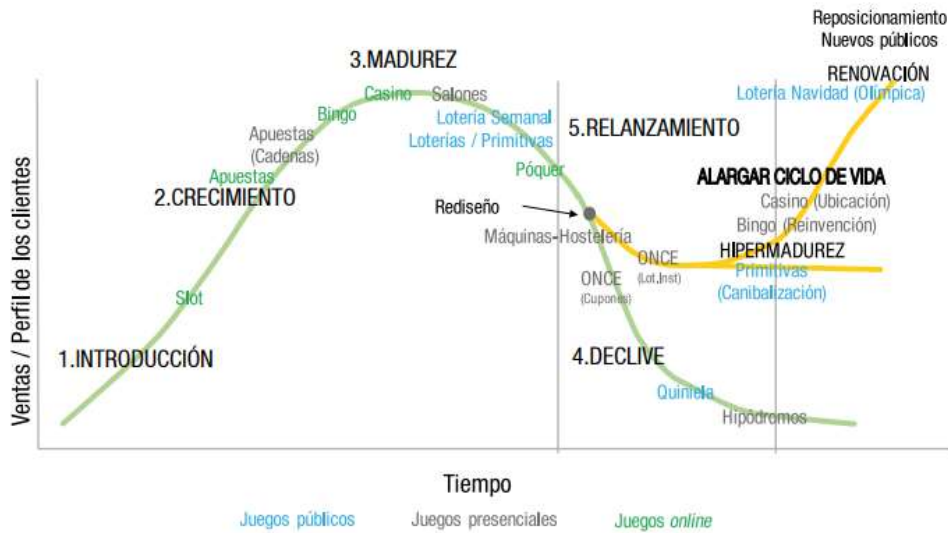 Reposicionamiento
Nuevos públicos
RENOVACIÓN
Lotería Navidad (Olímpica)
3.MADUREZ
Casino
Salones
Bingo
Lotería Semanal
Loterías / Primitivas
Apuestas
(Cadenas)
5.RELANZAMIENTO
Póquer
Apuestas
2.CRECIMIENTO
ALARGAR CICLO DE VIDA
Casino (Ubicación)
Bingo (Reinvención)
Rediseño
Máquinas-Hostelería
HIPERMADUREZ
ONCE
(Lot.Inst)
Primitivas
(Canibalización)
ONCE
(Cupones)
Slot
1.INTRODUCCIÓN
4.DECLIVE
Quiniela
Hipódromos
Ventas / Perfil de los clientes
Tiempo
Juegos públicos
Juegos presenciales
Juegos online